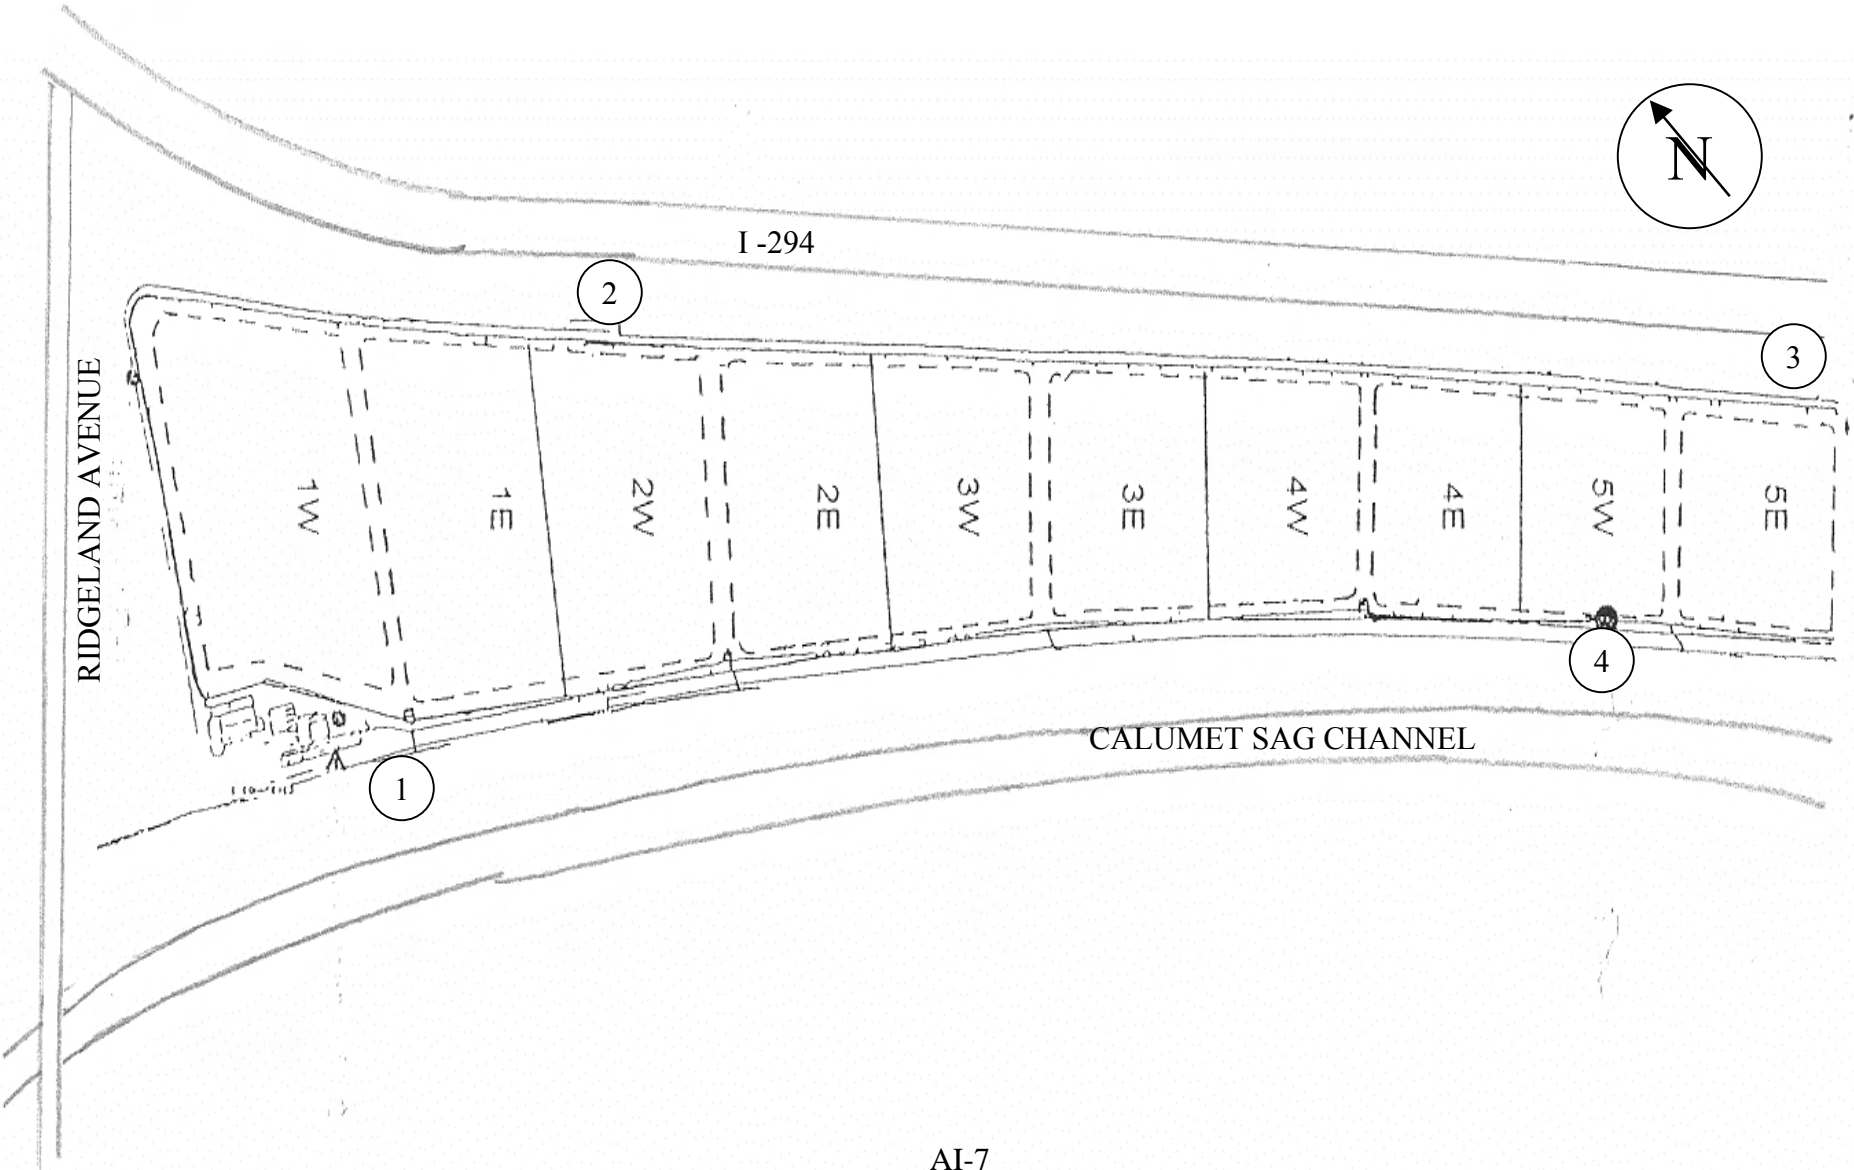 N
I -294
2
3
RIDGELAND AVENUE
1W
1E
2W
2E
3W
3E
4W
4E
5W
5E
4
CALUMET SAG CHANNEL
1
AI-7